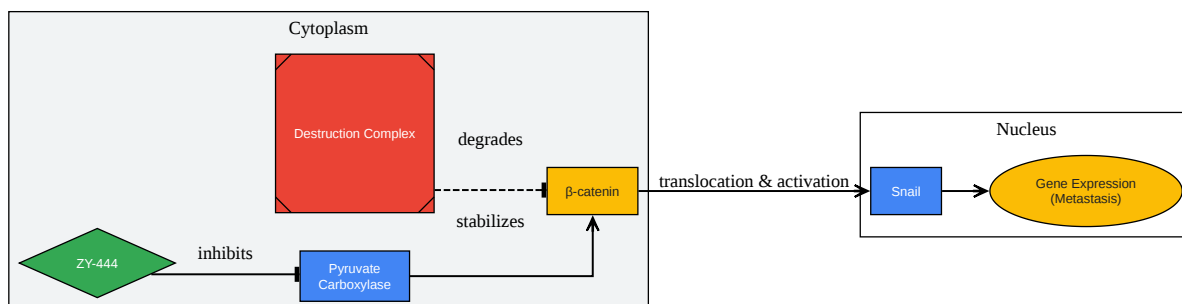 Cytoplasm
Destruction Complex
degrades
Nucleus
β-catenin
translocation & activation
Snail
Gene Expression
(Metastasis)
stabilizes
ZY-444
inhibits
Pyruvate
Carboxylase